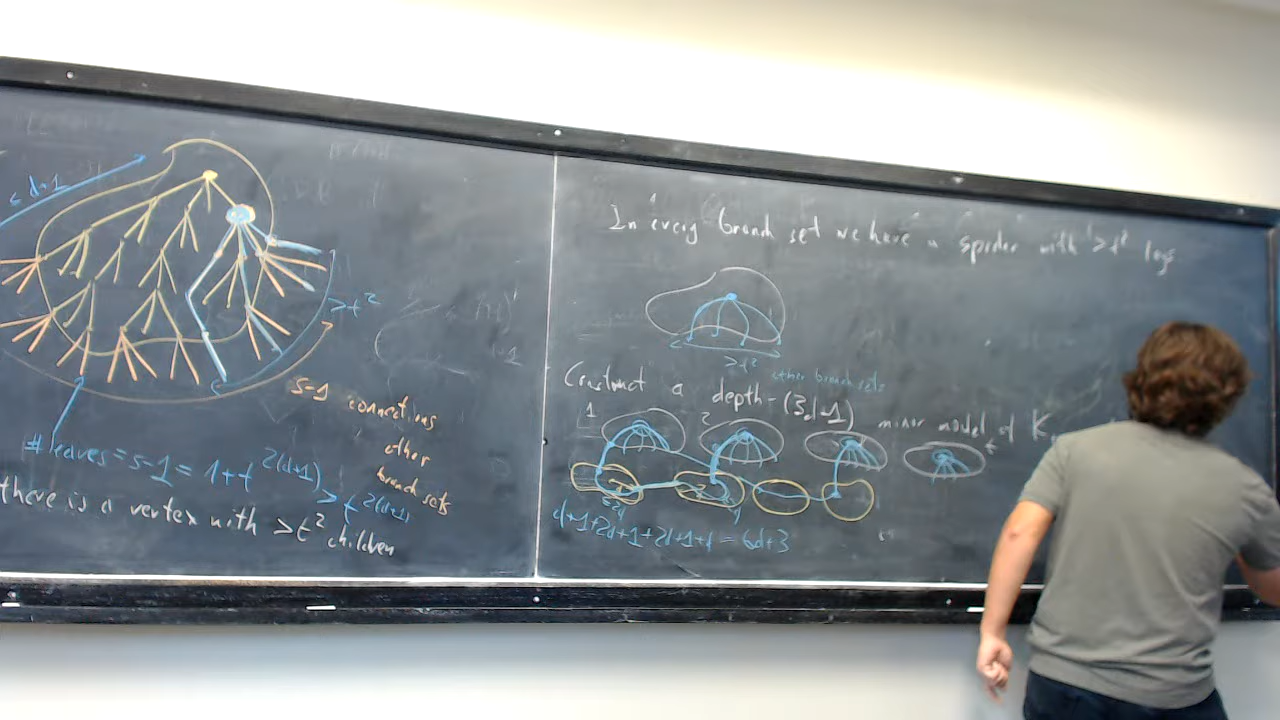 d+1
>t²
s-1 connections
other
branch sets
#leaves = s-1 = 1+t^{2(d+1)} > t^{2(d+1)}
there is a vertex with >t² children
In every branch set we have a spider with >t² legs
>t²
other branch sets
Construct a depth-(3d+1) minor model of K
1
2
d+1+2d+1+2d+1+d = 6d+3